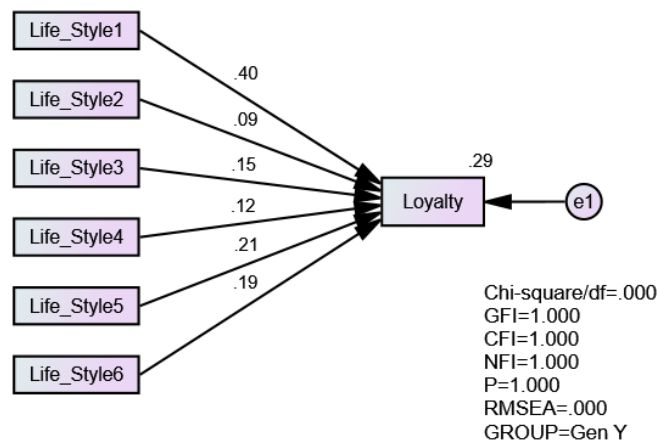 Life_Style1
.40
Life_Style2
.09
Life_Style3
.15
Life_Style4
.12
Life_Style5
.21
Life_Style6
.19
.29
Loyalty
e1
Chi-square/df=.000
GFI=1.000
CFI=1.000
NFI=1.000
P=1.000
RMSEA=.000
GROUP=Gen Y